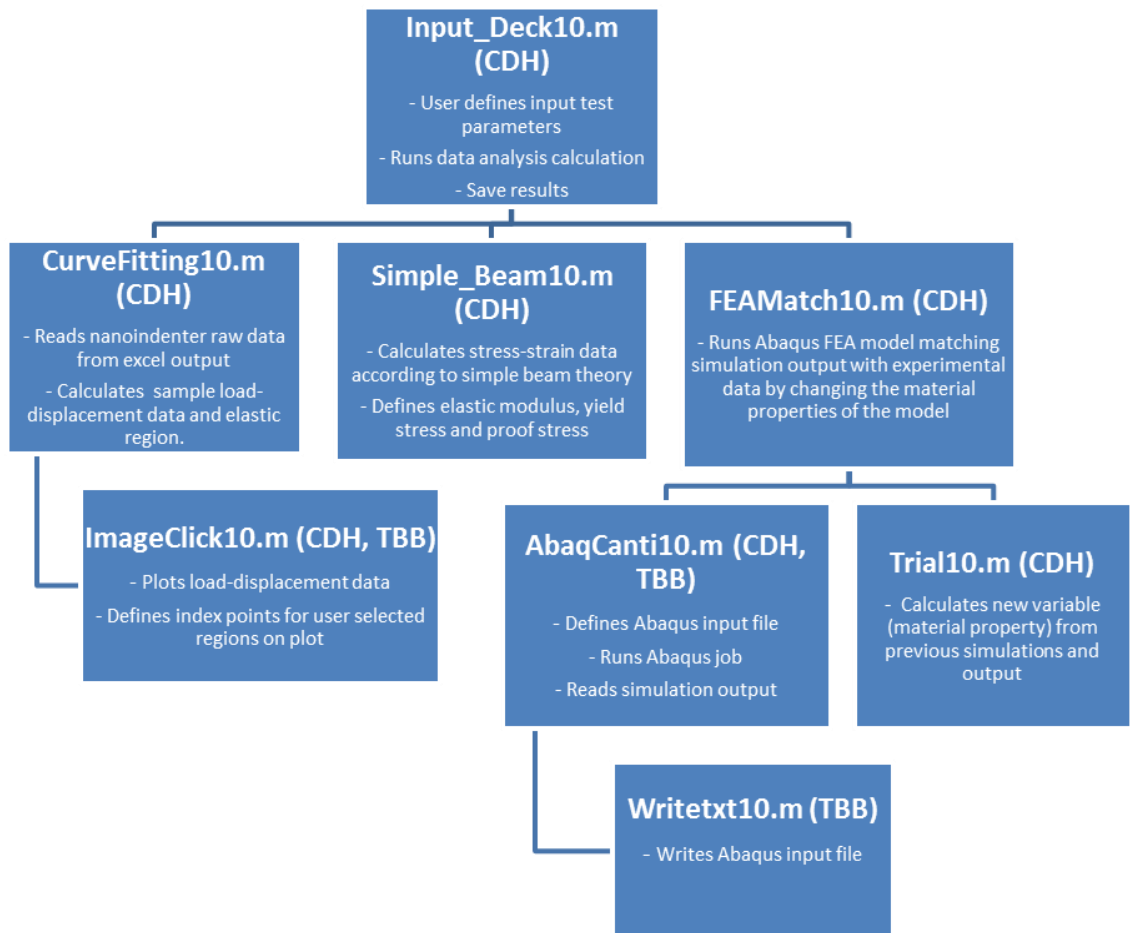 Input_Deck10.m
(CDH)
- User defines input test
parameters
- Runs data analysis calculation
- Save results
CurveFitting10.m
(CDH)
- Reads nanoindenter raw data
from excel output
- Calculates sample load-
displacement data and elastic
region.
Simple_Beam10.m
(CDH)
- Calculates stress-strain data
according to simple beam theory
- Defines elastic modulus, yield
stress and proof stress
FEAMatch10.m (CDH)
- Runs Abaqus FEA model matching
simulation output with experimental
data by changing the material
properties of the model
ImageClick10.m (CDH, TBB)
- Plots load-displacement data
- Defines index points for user selected
regions on plot
AbaqCanti10.m (CDH,
TBB)
- Defines Abaqus input file
- Runs Abaqus job
- Reads simulation output
Trial10.m (CDH)
- Calculates new variable
(material property) from
previous simulations and
output
Writetxt10.m (TBB)
- Writes Abaqus input file